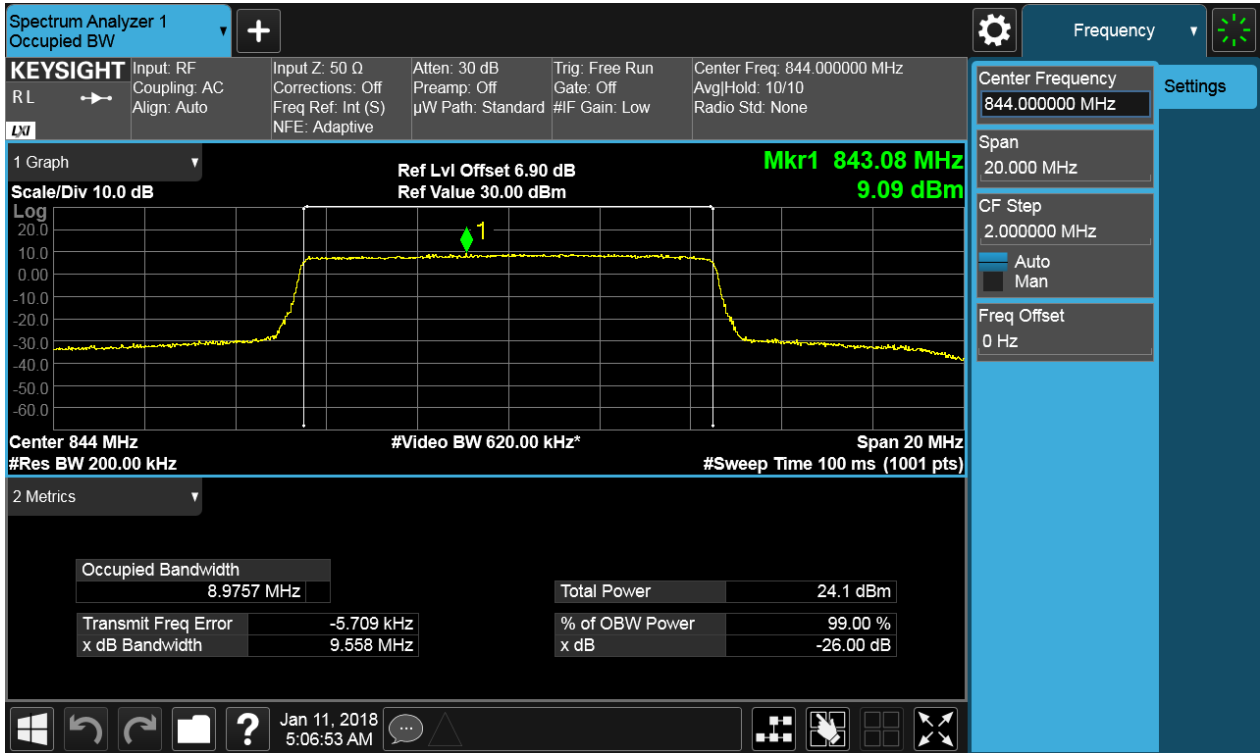 Spectrum Analyzer 1
Occupied BW
+
Frequency
KEYSIGHT
RL
LXI
Input: RF
Coupling: AC
Align: Auto
Input Z: 50 Ω
Corrections: Off
Freq Ref: Int (S)
NFE: Adaptive
Atten: 30 dB
Preamp: Off
µW Path: Standard
Trig: Free Run
Gate: Off
#IF Gain: Low
Center Freq: 844.000000 MHz
Avg|Hold: 10/10
Radio Std: None
Center Frequency
844.000000 MHz
Settings
Span
20.000 MHz
CF Step
2.000000 MHz
Auto
Man
Freq Offset
0 Hz
1 Graph
Scale/Div 10.0 dB
Log
Ref Lvl Offset 6.90 dB
Ref Value 30.00 dBm
Mkr1 843.08 MHz
9.09 dBm
1
20.0
10.0
0.00
-10.0
-20.0
-30.0
-40.0
-50.0
-60.0
Center 844 MHz
#Res BW 200.00 kHz
#Video BW 620.00 kHz*
Span 20 MHz
#Sweep Time 100 ms (1001 pts)
2 Metrics
Occupied Bandwidth
8.9757 MHz
Total Power 24.1 dBm
Transmit Freq Error -5.709 kHz
% of OBW Power 99.00 %
x dB Bandwidth 9.558 MHz
x dB -26.00 dB
?
Jan 11, 2018
5:06:53 AM